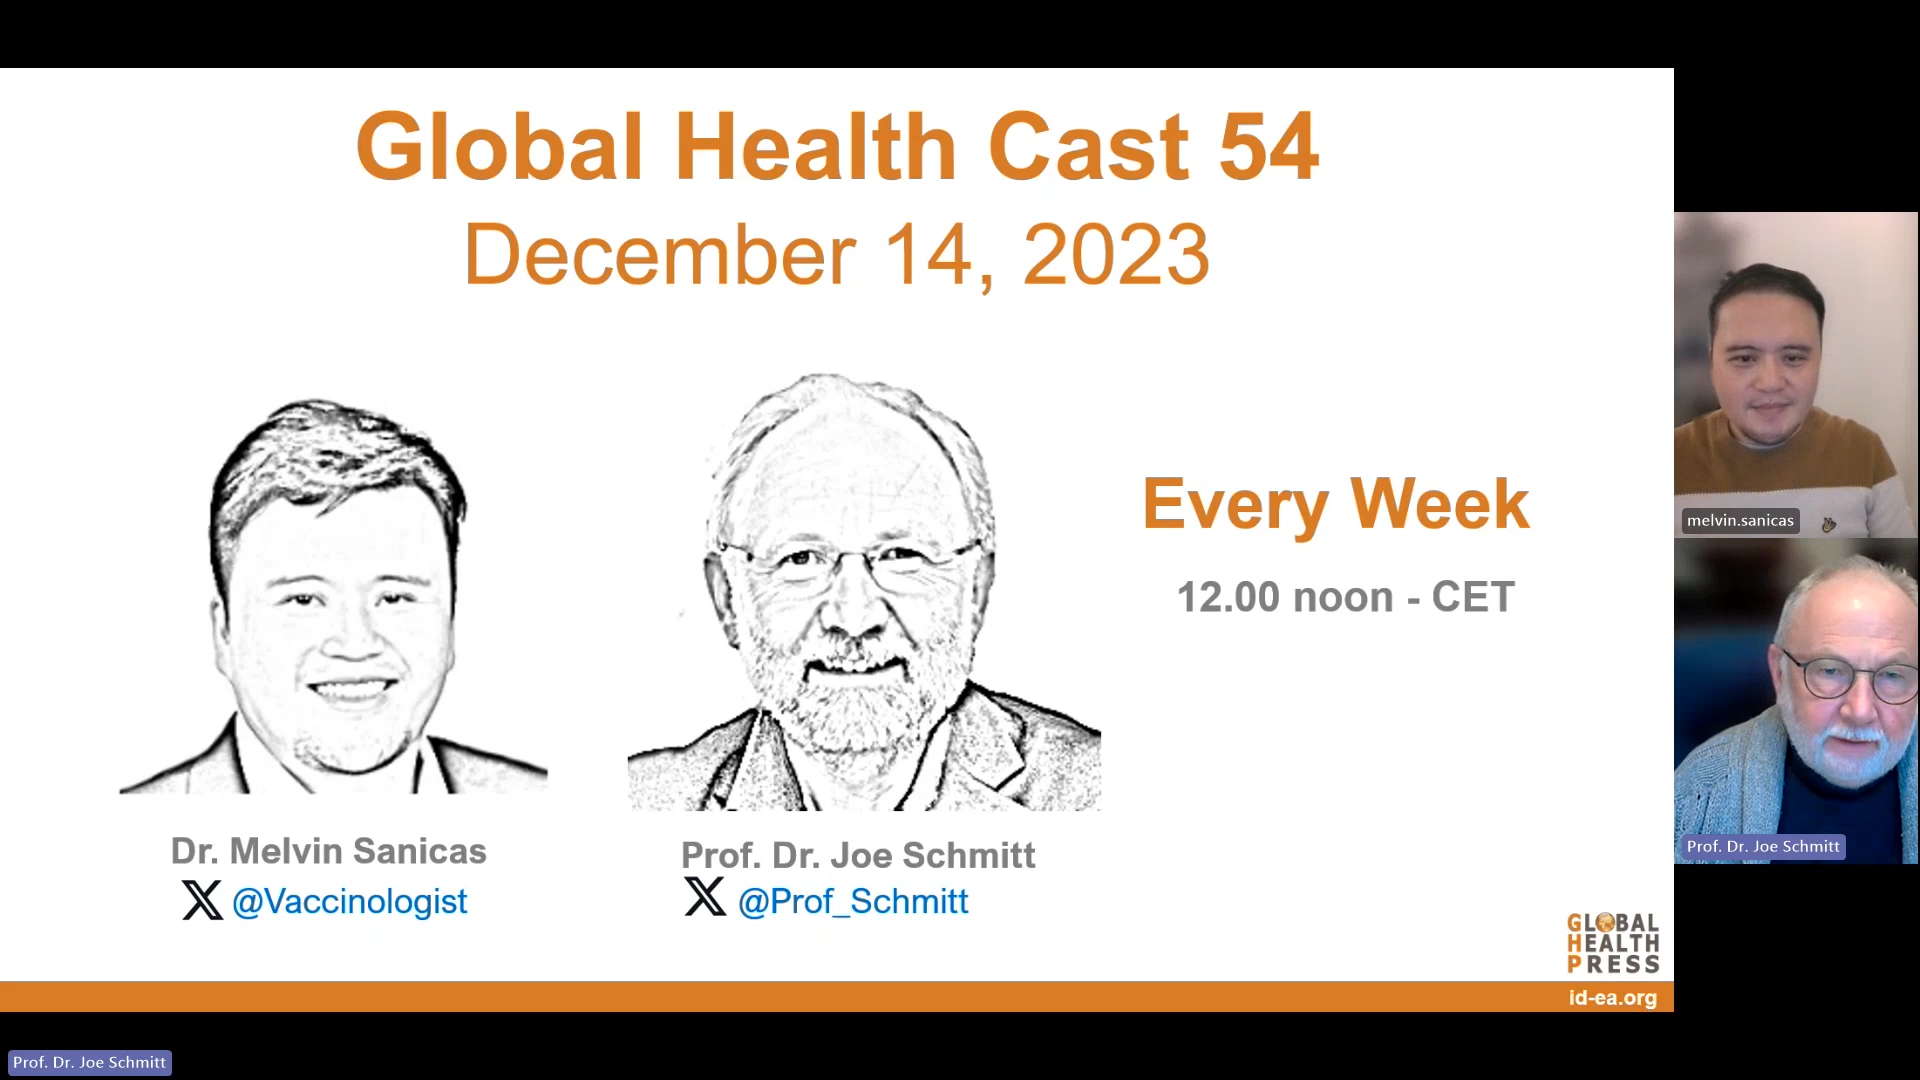 Global Health Cast 54
December 14, 2023
Every Week
12.00 noon - CET
Dr. Melvin Sanicas
@Vaccinologist
Prof. Dr. Joe Schmitt
@Prof_Schmitt
GLOBAL
HEALTH
PRESS
id-ea.org
melvin.sanicas
Prof. Dr. Joe Schmitt
Prof. Dr. Joe Schmitt